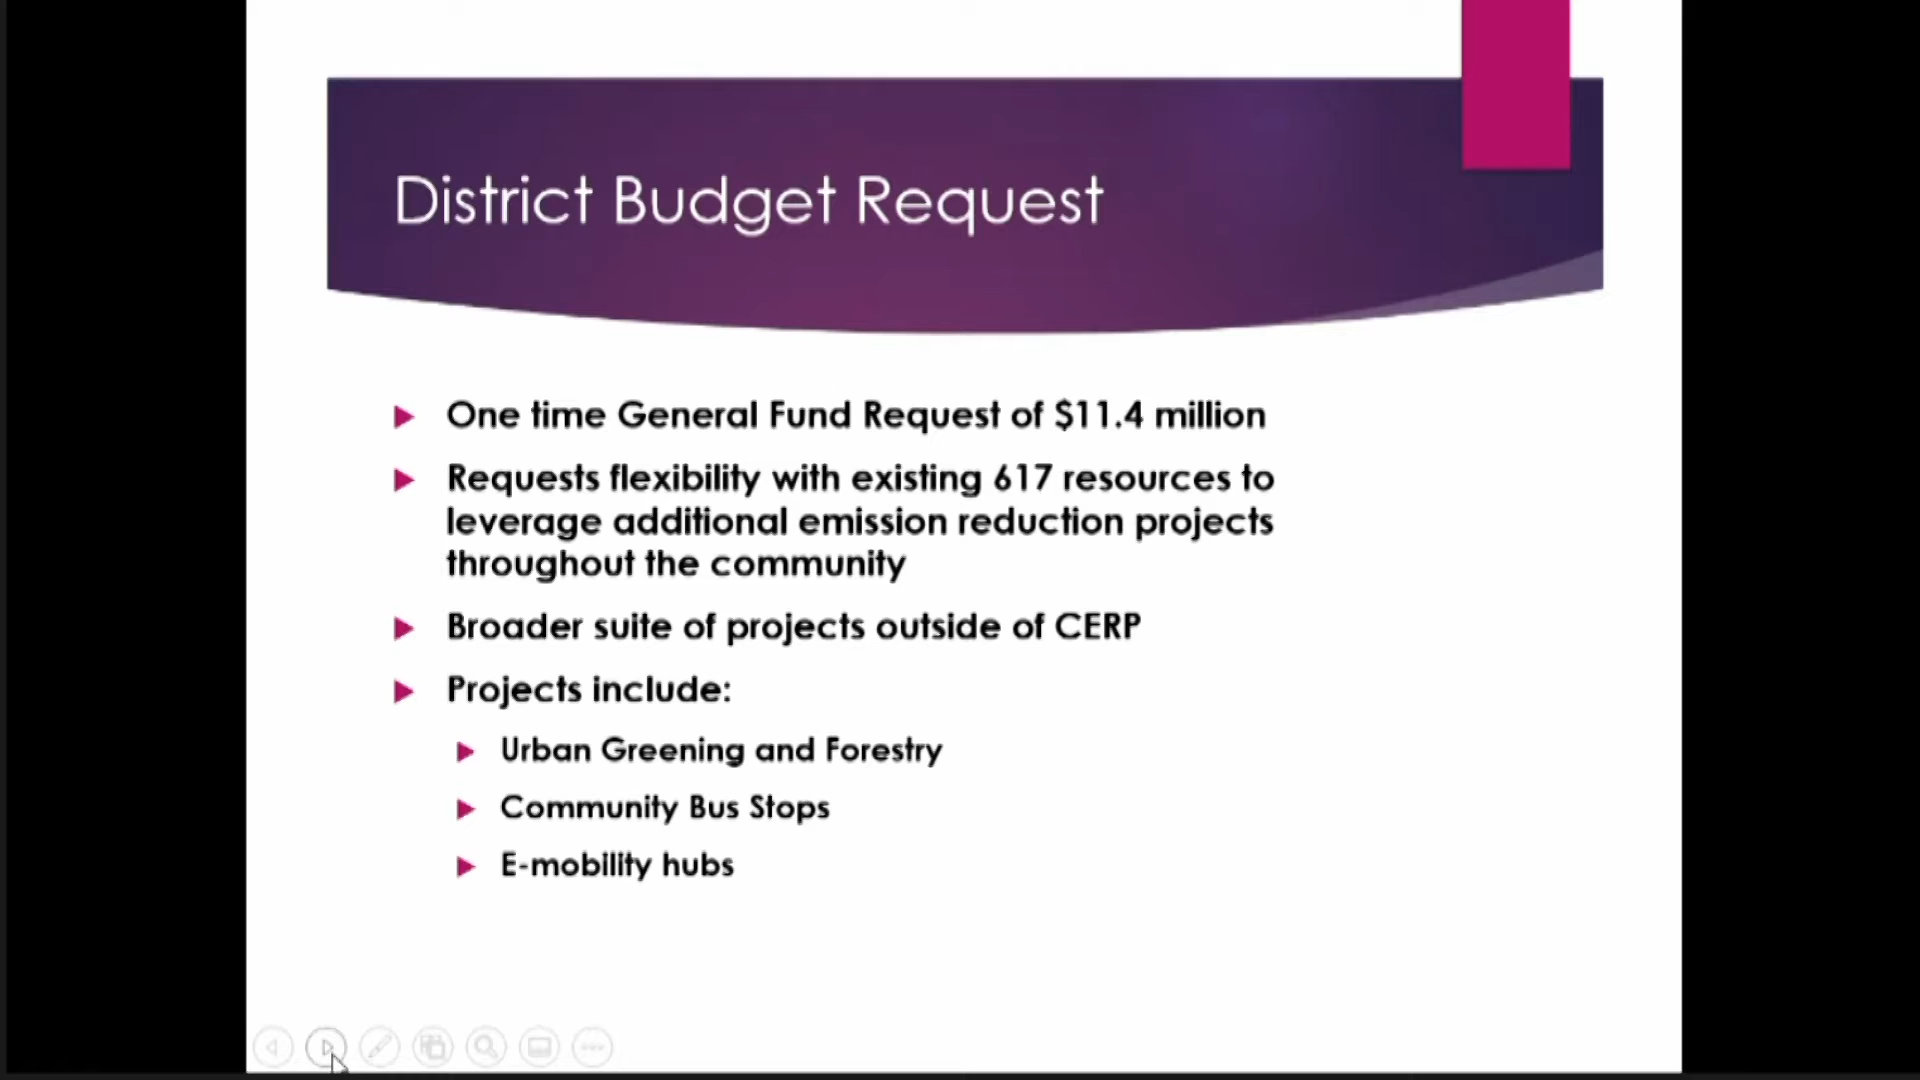 District Budget Request
One time General Fund Request of $11.4 million
Requests flexibility with existing 617 resources to
leverage additional emission reduction projects
throughout the community
Broader suite of projects outside of CERP
Projects include:
Urban Greening and Forestry
Community Bus Stops
E-mobility hubs